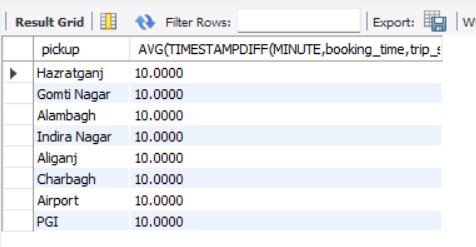 Result Grid Filter Rows: Export: W
pickup AVG(TIMESTAMPDIFF(MINUTE,booking_time,trip_s
Hazratganj 10.0000
Gomti Nagar 10.0000
Alambagh 10.0000
Indira Nagar 10.0000
Aliganj 10.0000
Charbagh 10.0000
Airport 10.0000
PGI 10.0000